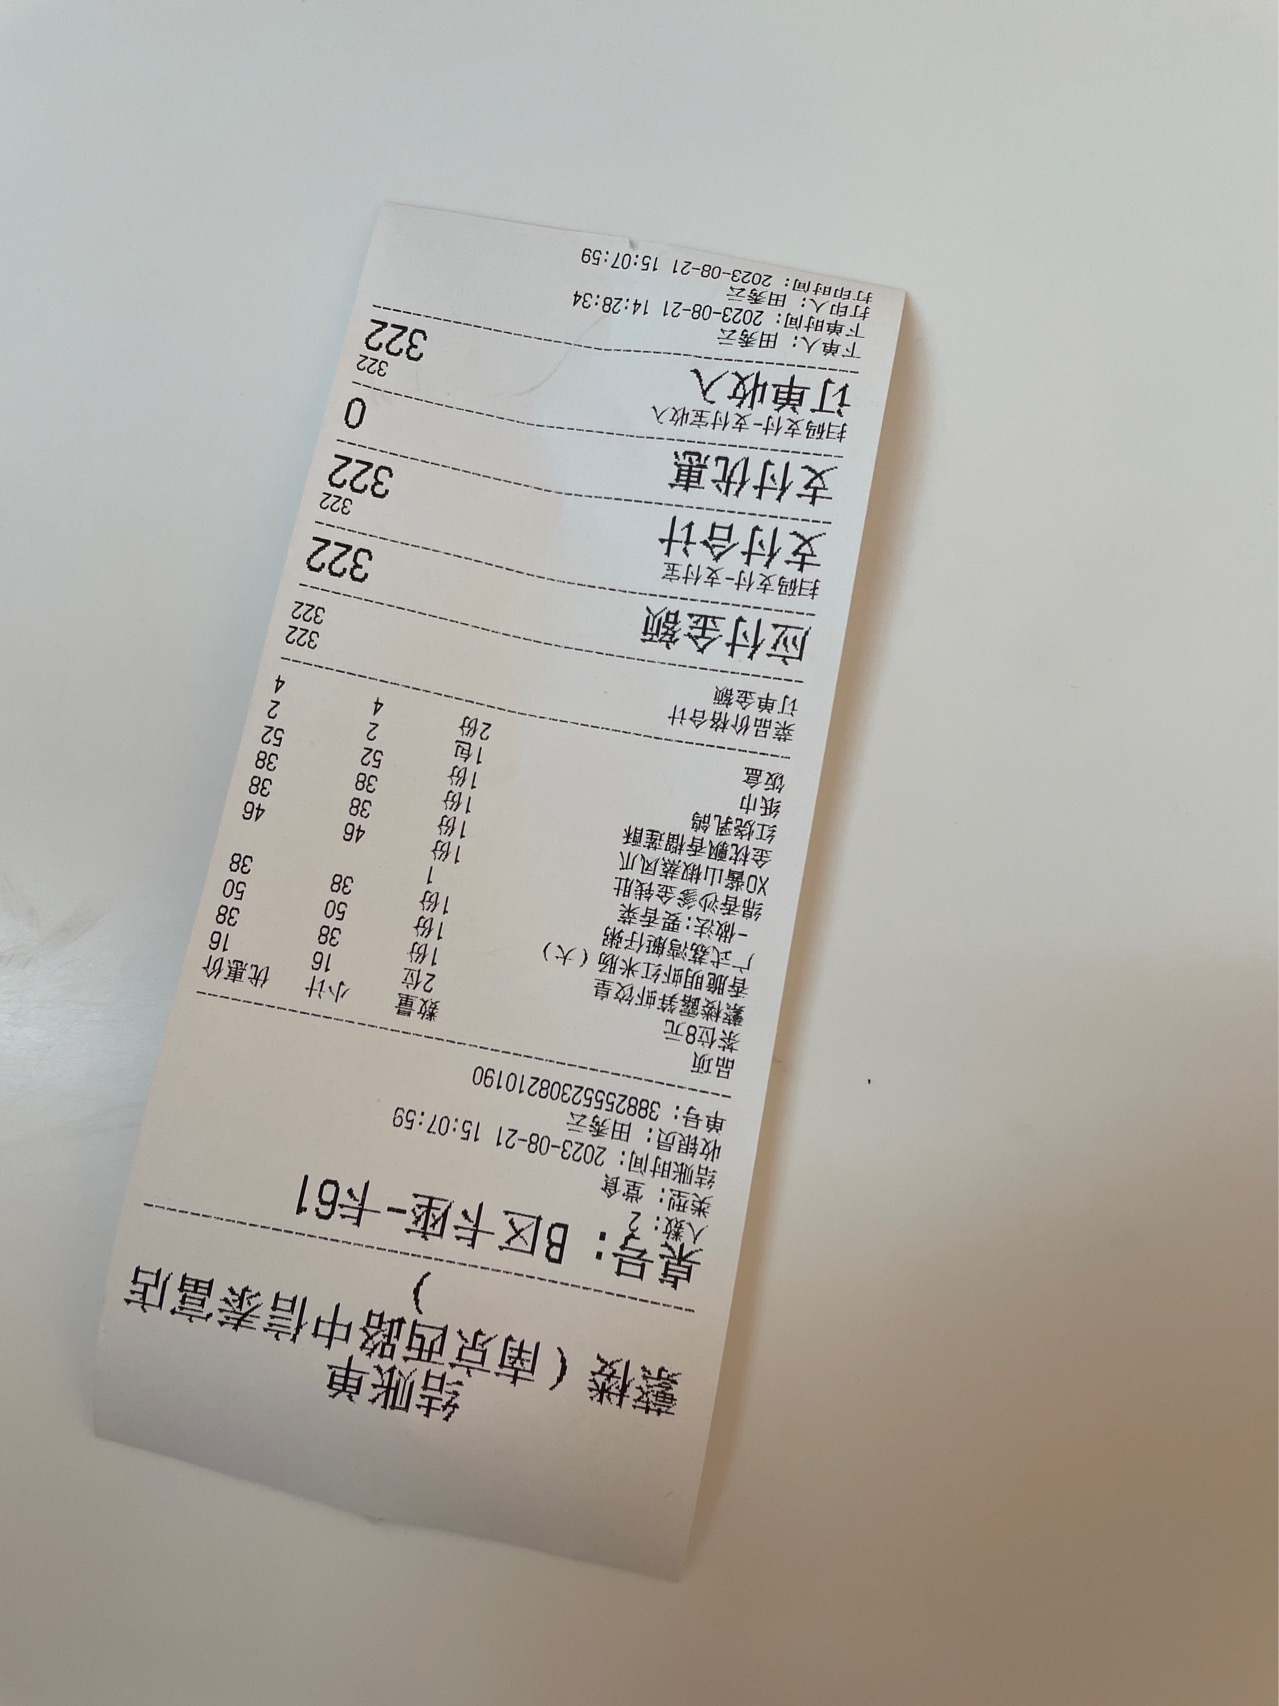 结账单
蘩楼(南京西路中信泰富店
)
桌号: B区卡座-卡61
人数: 2
类型: 堂食
结账时间: 2023-08-21 15:07:59
收银员: 田秀云
单号: 388255552308210190
品项 数量 小计 优惠价
茶位8元 2位 16 16
蘩楼露笋虾饺皇 1份 38 38
香脆明虾红米肠(大) 1份 50 50
广式荔湾艇仔粥 1份 38 38
-做法:要香菜 1
绵香沙爹金钱肚 1份 46 46
XO酱山椒蒸凤爪 1份 38 38
金枕飘香榴莲酥 1份 38 38
红烧乳鸽 1份 52 52
纸巾 1包 2 2
饭盒 2份 4 4
菜品价格合计 322
订单金额 322
应付金额 322
扫码支付-支付宝 322
支付合计 322
支付优惠 0
扫码支付-支付宝收入 322
订单收入 322
下单人: 田秀云
下单时间: 2023-08-21 14:28:34
打印人: 田秀云
打印时间: 2023-08-21 15:07:59